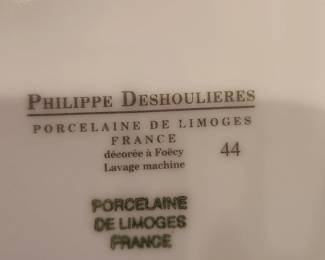 PHILIPPE DESHOULIERES
PORCELAINE DE LIMOGES
FRANCE
décorée à Foëcy 44
Lavage machine
PORCELAINE
DE LIMOGES
FRANCE